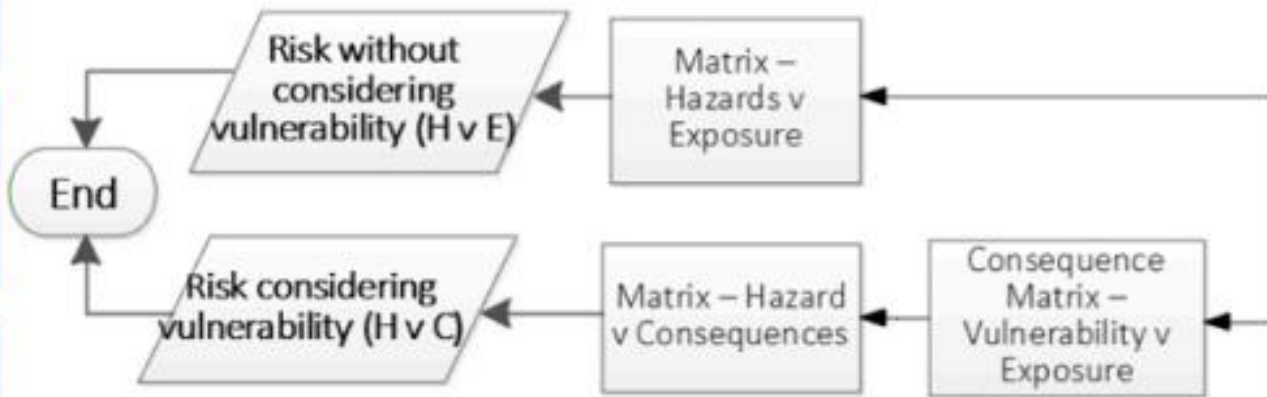 Risk without
considering
vulnerability (H v E)
Matrix –
Hazards v
Exposure
End
Risk considering
vulnerability (H v C)
Matrix – Hazard
v Consequences
Consequence
Matrix –
Vulnerability v
Exposure